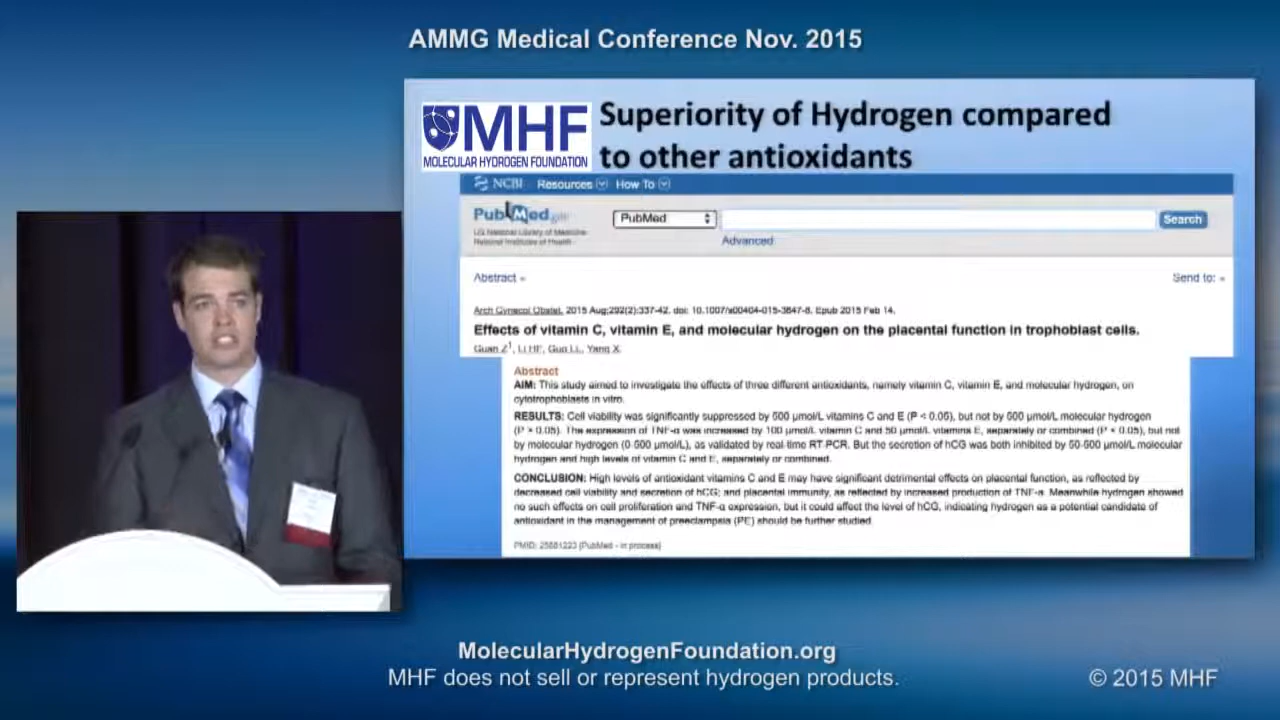 AMMG Medical Conference Nov. 2015
MHF
MOLECULAR HYDROGEN FOUNDATION
Superiority of Hydrogen compared
to other antioxidants
NCBI Resources How To
PubMed.gov
US National Library of Medicine
National Institutes of Health
PubMed
Search
Advanced
Abstract
Send to:
Arch Gynecol Obstet. 2015 Aug;292(2):337-42. doi: 10.1007/s00404-015-3647-8. Epub 2015 Feb 14.
Effects of vitamin C, vitamin E, and molecular hydrogen on the placental function in trophoblast cells.
Guan Z1, Li HF, Guo LL, Yang X.
Abstract
AIM: This study aimed to investigate the effects of three different antioxidants, namely vitamin C, vitamin E, and molecular hydrogen, on
cytotrophoblasts in vitro.
RESULTS: Cell viability was significantly suppressed by 500 µmol/L vitamins C and E (P < 0.05), but not by 500 µmol/L molecular hydrogen
(P > 0.05). The expression of TNF-α was increased by 100 µmol/L vitamin C and 50 µmol/L vitamins E, separately or combined (P < 0.05), but not
by molecular hydrogen (0-500 µmol/L), as validated by real-time RT-PCR. But the secretion of hCG was both inhibited by 50-500 µmol/L molecular
hydrogen and high levels of vitamin C and E, separately or combined.
CONCLUSION: High levels of antioxidant vitamins C and E may have significant detrimental effects on placental function, as reflected by
decreased cell viability and secretion of hCG; and placental immunity, as reflected by increased production of TNF-a. Meanwhile hydrogen showed
no such effects on cell proliferation and TNF-α expression, but it could affect the level of hCG, indicating hydrogen as a potential candidate of
antioxidant in the management of preeclampsia (PE) should be further studied.
PMID: 25681223 [PubMed - in process]
MolecularHydrogenFoundation.org
MHF does not sell or represent hydrogen products.
© 2015 MHF